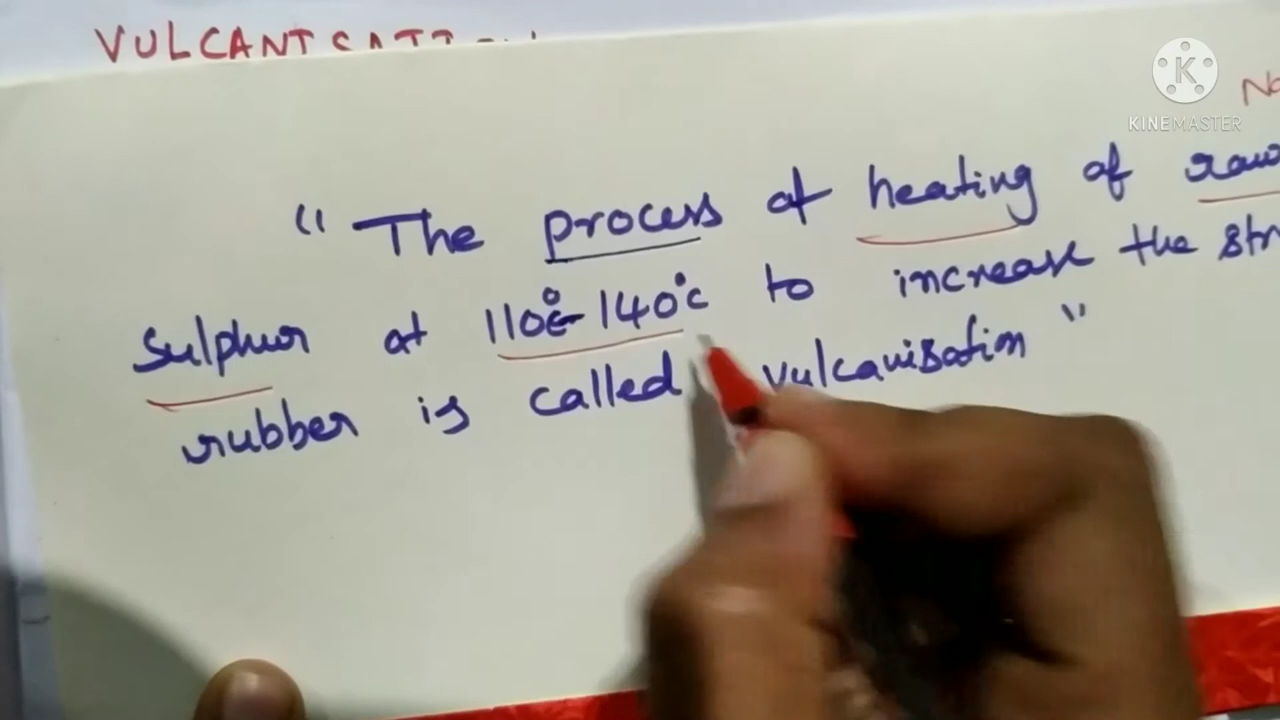 VULCANISATION
KINEMASTER
" The process of heating of raw
Sulphur at 110°C-140°C to increase the str
rubber is called vulcanisation "